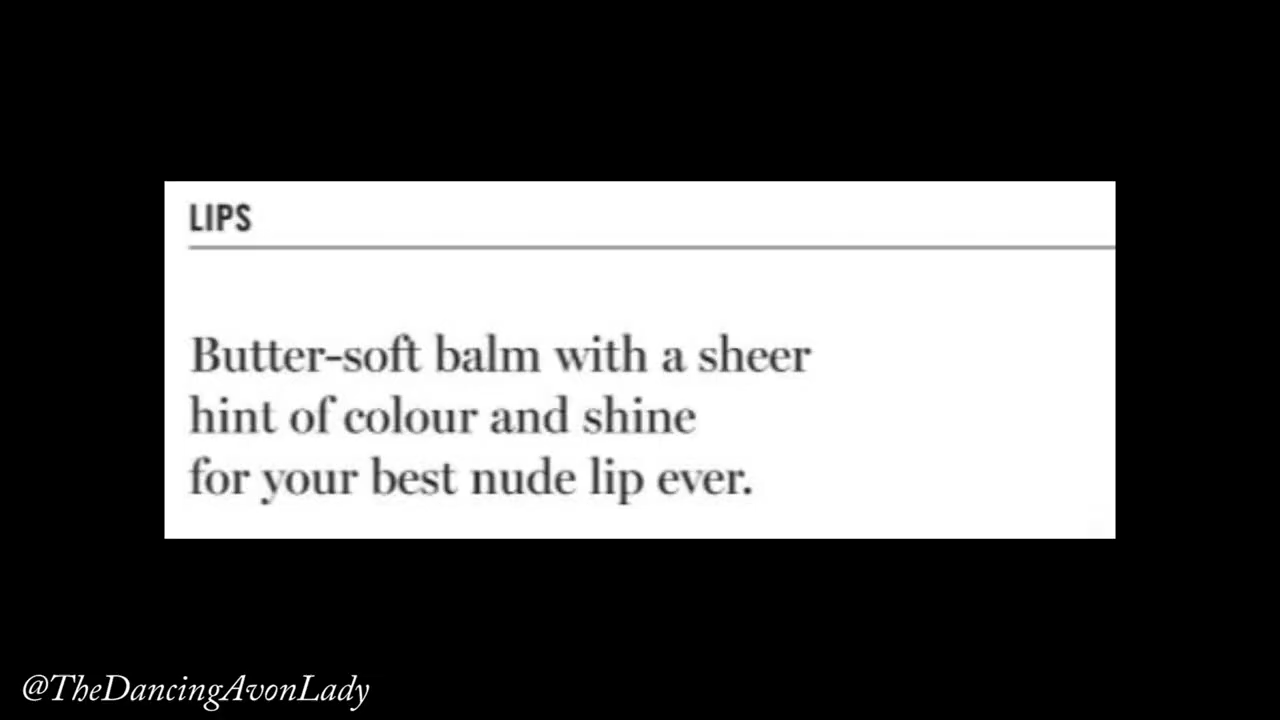 LIPS
Butter-soft balm with a sheer
hint of colour and shine
for your best nude lip ever.
@TheDancingAvonLady